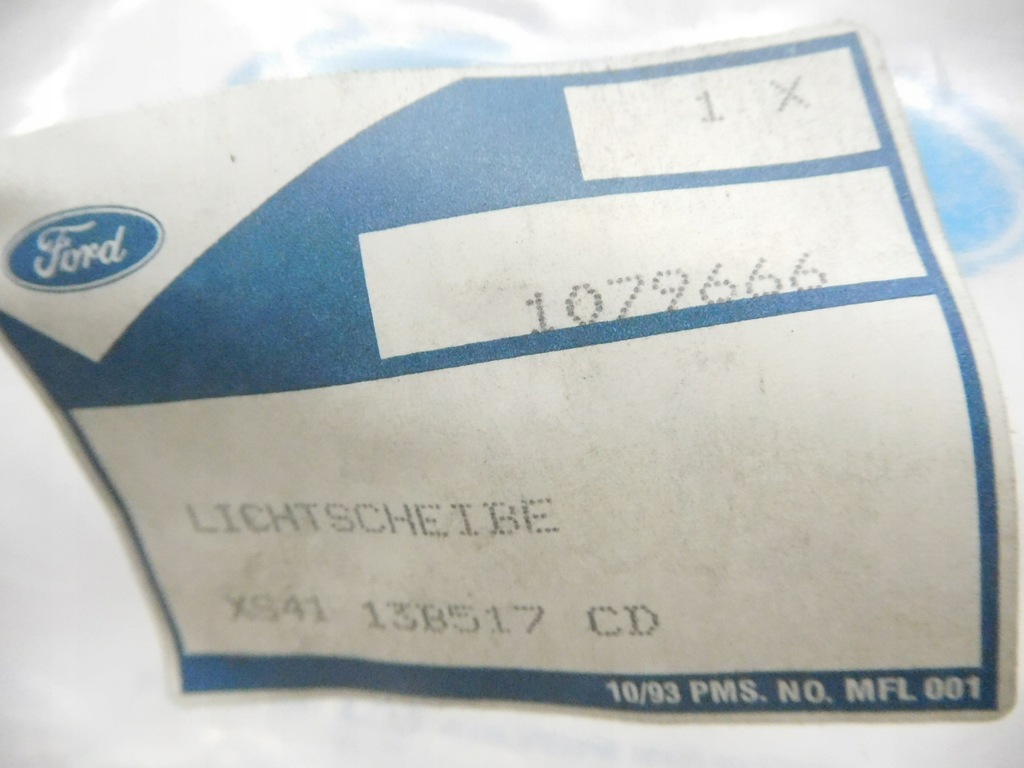 1 X
Ford
1079666
LICHTSCHEIBE
XS41 13B517 CD
10/93 PMS. NO. MFL 001